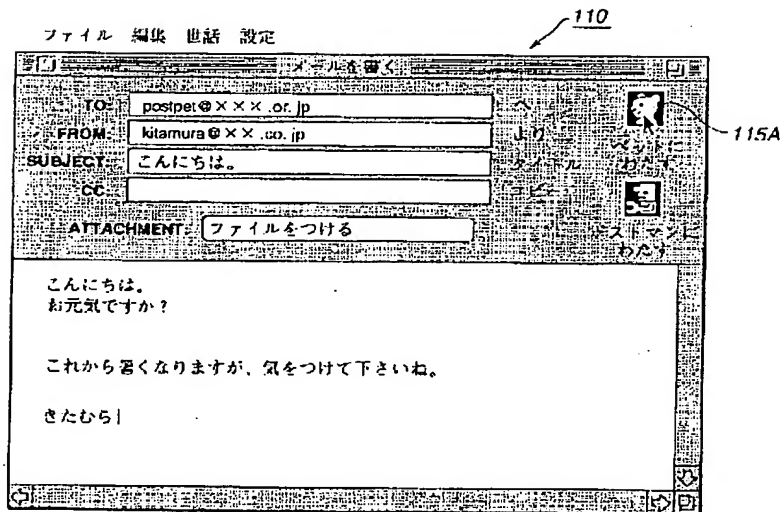 110
ファイル 編集 世話 設定
メールを書く
TO: postpet@×××.or.jp へ
FROM: kitamura@××.co.jp より
SUBJECT: こんにちは。 タイトル
CC: コピー
ATTACHMENT: ファイルをつける
ペットに
わたす
115A
ポストマンに
わたす
こんにちは。
お元気ですか?
これから暑くなりますが、気をつけて下さいね。
きたむら